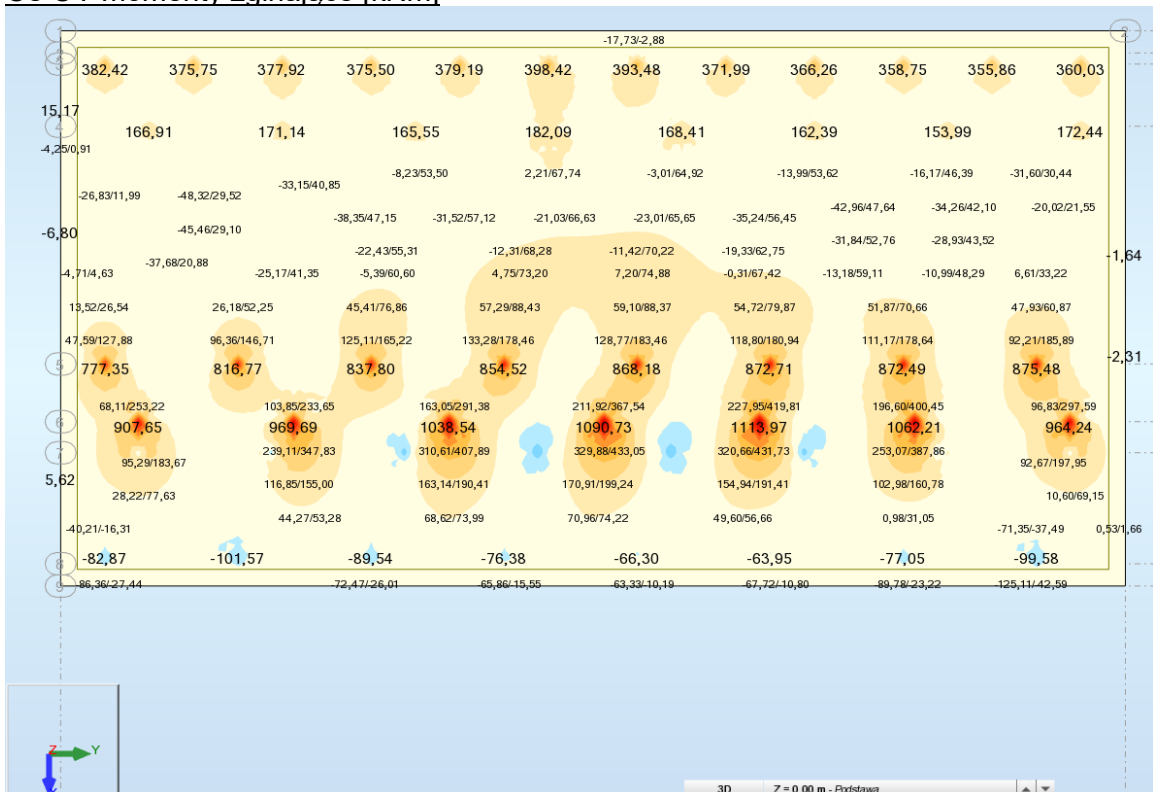 -17,73/-2,88
382,42 375,75 377,92 375,50 379,19 398,42 393,48 371,99 366,26 358,75 355,86 360,03
15,17
166,91 171,14 165,55 182,09 168,41 162,39 153,99 172,44
-4,25/0,91
-8,23/53,50 2,21/67,74 -3,01/64,92 -13,99/53,62 -16,17/46,39 -31,60/30,44
-26,83/11,99 -48,32/29,52 -33,15/40,85
-42,96/47,64 -34,26/42,10 -20,02/21,55
-38,35/47,15 -31,52/57,12 -21,03/66,63 -23,01/65,65 -35,24/56,45
-6,80 -45,46/29,10
-31,84/52,76 -28,93/43,52
-22,43/55,31 -12,31/68,28 -11,42/70,22 -19,33/62,75 -1,64
-37,68/20,88
-4,71/4,63 -25,17/41,35 -5,39/60,60 4,75/73,20 7,20/74,88 -0,31/67,42 -13,18/59,11 -10,99/48,29 6,61/33,22
13,52/26,54 26,18/52,25 45,41/76,86 57,29/88,43 59,10/88,37 54,72/79,87 51,87/70,66 47,93/60,87
47,59/127,88 96,36/146,71 125,11/165,22 133,28/178,46 128,77/183,46 118,80/180,94 111,17/178,64 92,21/185,89
-2,31
5 777,35 816,77 837,80 854,52 868,18 872,71 872,49 875,48
68,11/253,22 103,85/233,65 163,05/291,38 211,92/367,54 227,95/419,81 196,60/400,45 96,83/297,59
6 907,65 969,69 1038,54 1090,73 1113,97 1062,21 964,24
7 239,11/347,83 310,61/407,89 329,88/433,05 320,66/431,73 253,07/387,86
95,29/183,67 92,67/197,95
5,62 116,85/155,00 163,14/190,41 170,91/199,24 154,94/191,41 102,98/160,78
28,22/77,63 10,60/69,15
44,27/53,28 68,62/73,99 70,96/74,22 49,60/56,66 0,98/31,05
-40,21/-16,31 -71,35/-37,49 0,53/1,66
8 -82,87 -101,57 -89,54 -76,38 -66,30 -63,95 -77,05 -99,58
9 -86,36/-27,44 -72,47/-26,01 -65,86/-15,55 -63,33/-10,19 -67,72/-10,80 -89,78/-23,22 -125,11/-42,59
Z Y
3D Z = 0,00 m - Podstawa